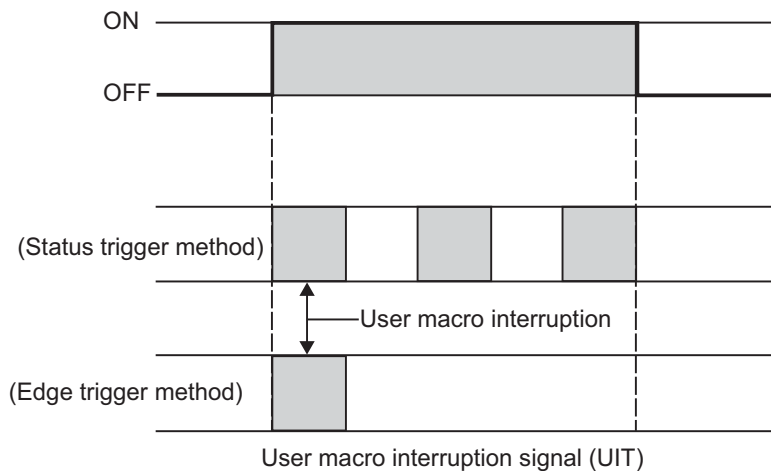 ON
OFF
(Status trigger method)
User macro interruption
(Edge trigger method)
User macro interruption signal (UIT)